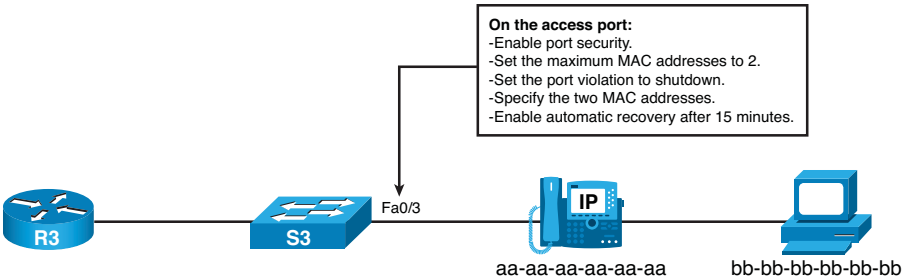 On the access port:
-Enable port security.
-Set the maximum MAC addresses to 2.
-Set the port violation to shutdown.
-Specify the two MAC addresses.
-Enable automatic recovery after 15 minutes.
Fa0/3
IP
R3
S3
aa-aa-aa-aa-aa-aa
bb-bb-bb-bb-bb-bb